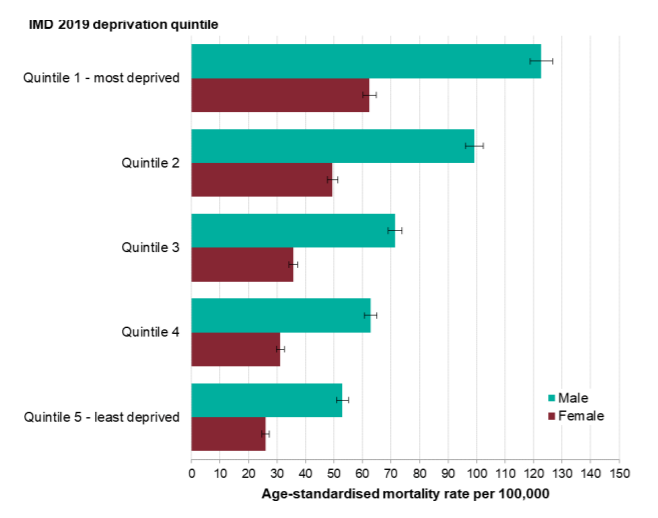 IMD 2019 deprivation quintile
Quintile 1 - most deprived
Quintile 2
Quintile 3
Quintile 4
Quintile 5 - least deprived
Male
Female
0 10 20 30 40 50 60 70 80 90 100 110 120 130 140 150
Age-standardised mortality rate per 100,000